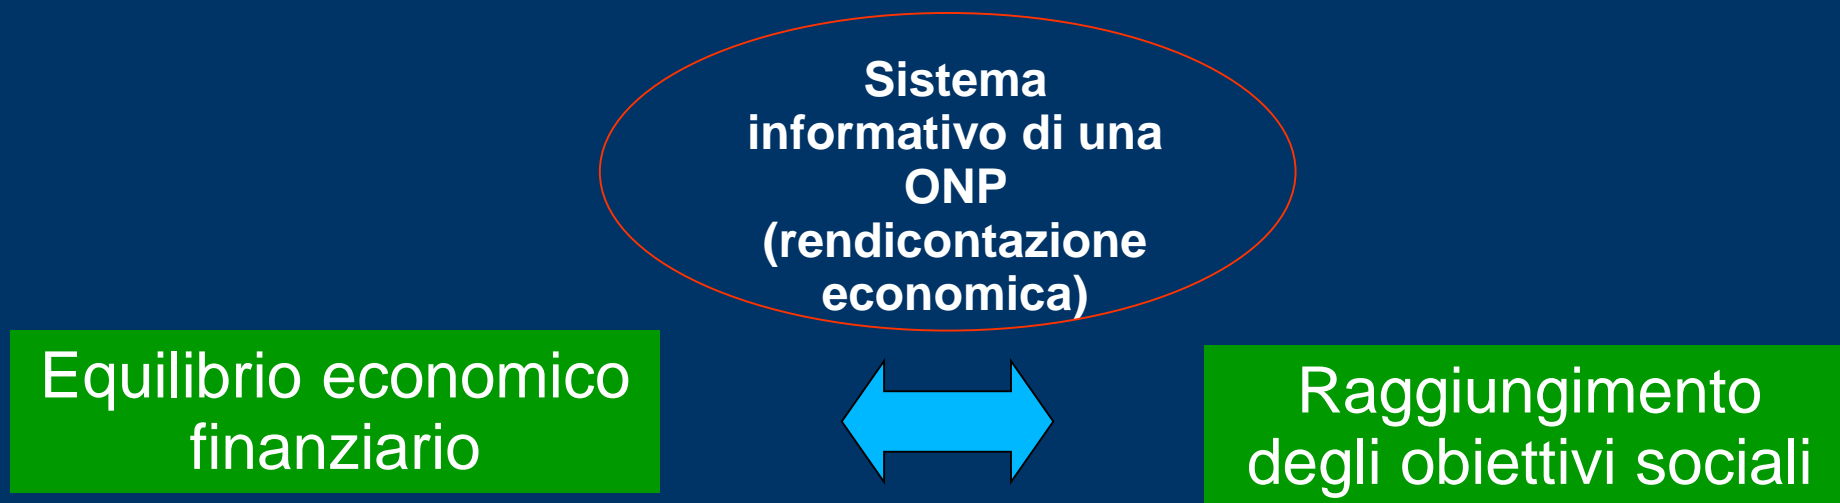 Sistema
informativo di una
ONP
(rendicontazione
economica)
Equilibrio economico
finanziario
Raggiungimento
degli obiettivi sociali